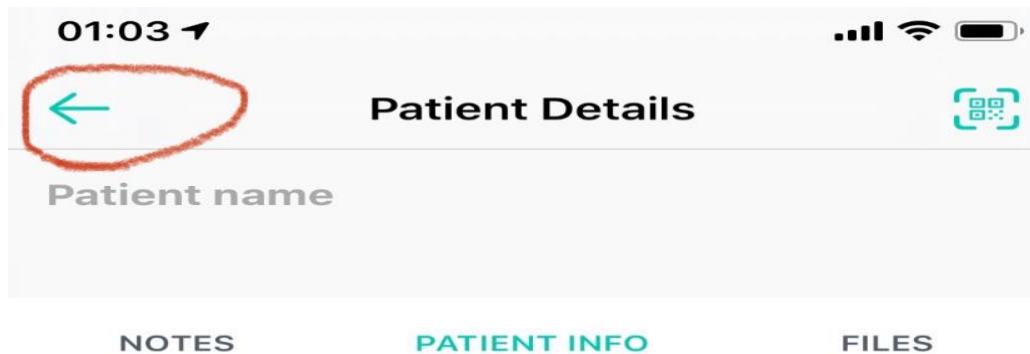 01:03
Patient Details
Patient name
NOTES PATIENT INFO FILES